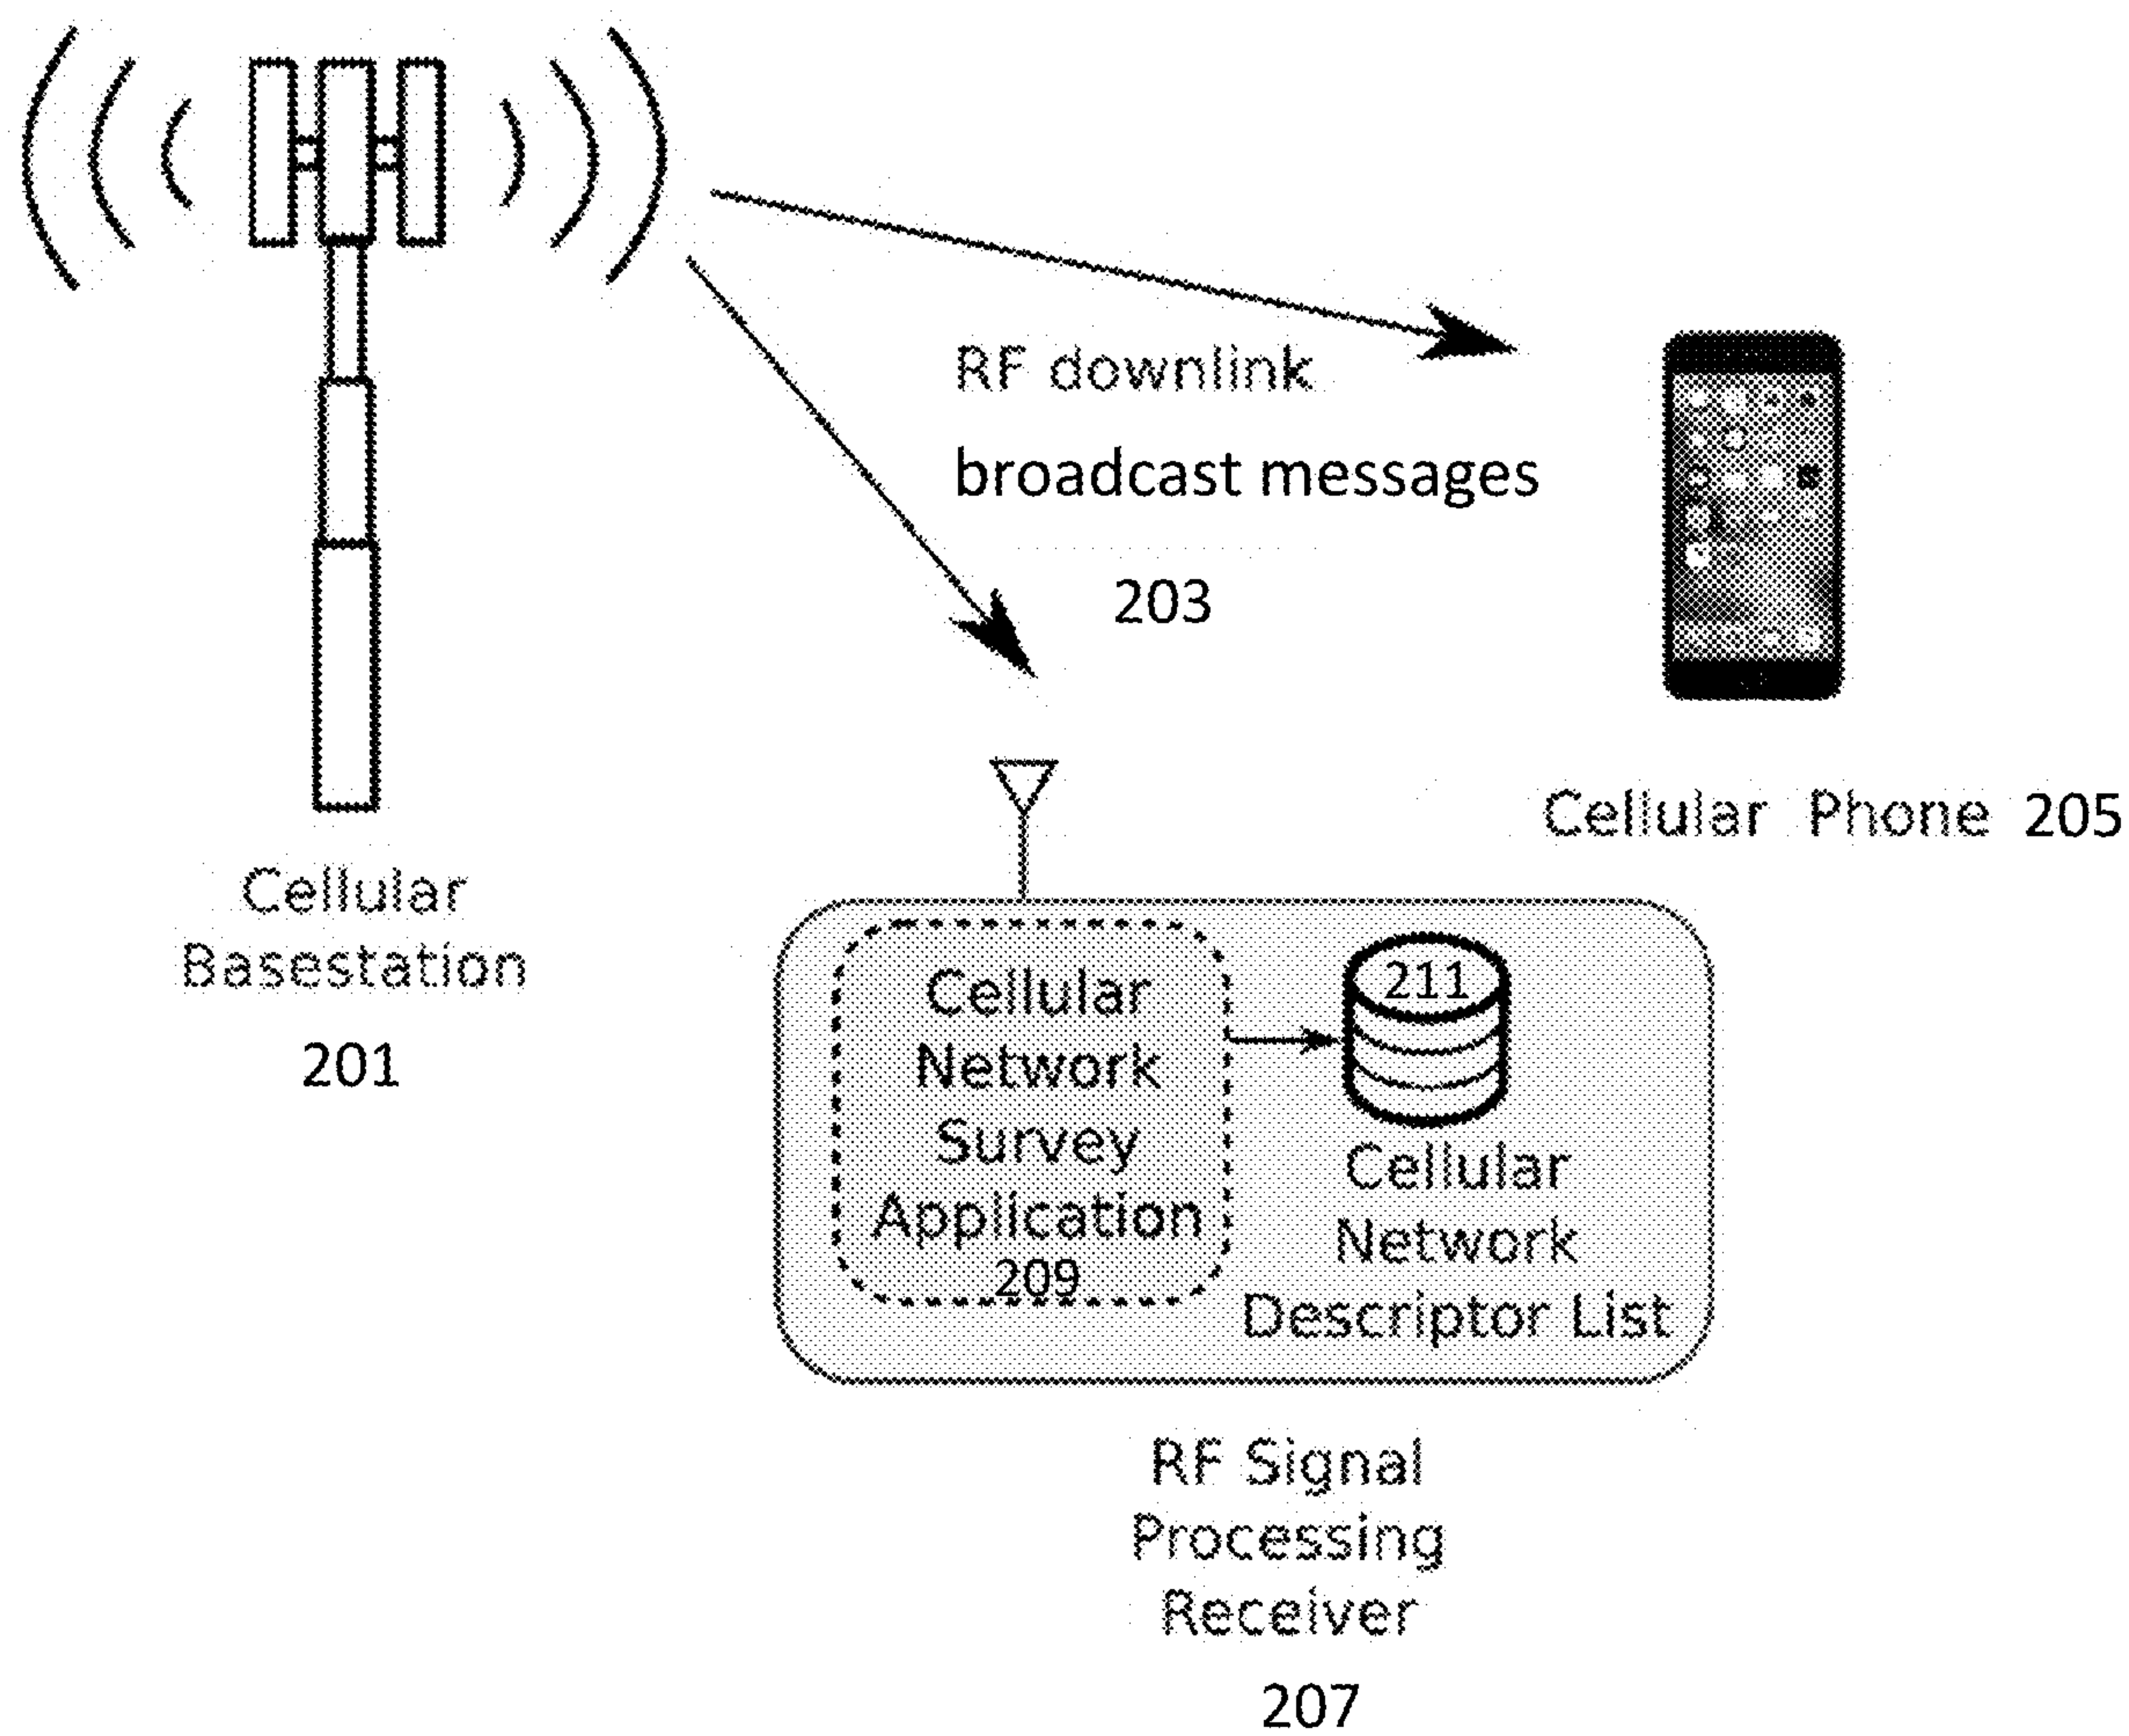 RF downlink
broadcast messages
203
Cellular Phone 205
Cellular
Basestation
201
Cellular
Network
Survey
Application
209
211
Cellular
Network
Descriptor List
RF Signal
Processing
Receiver
207